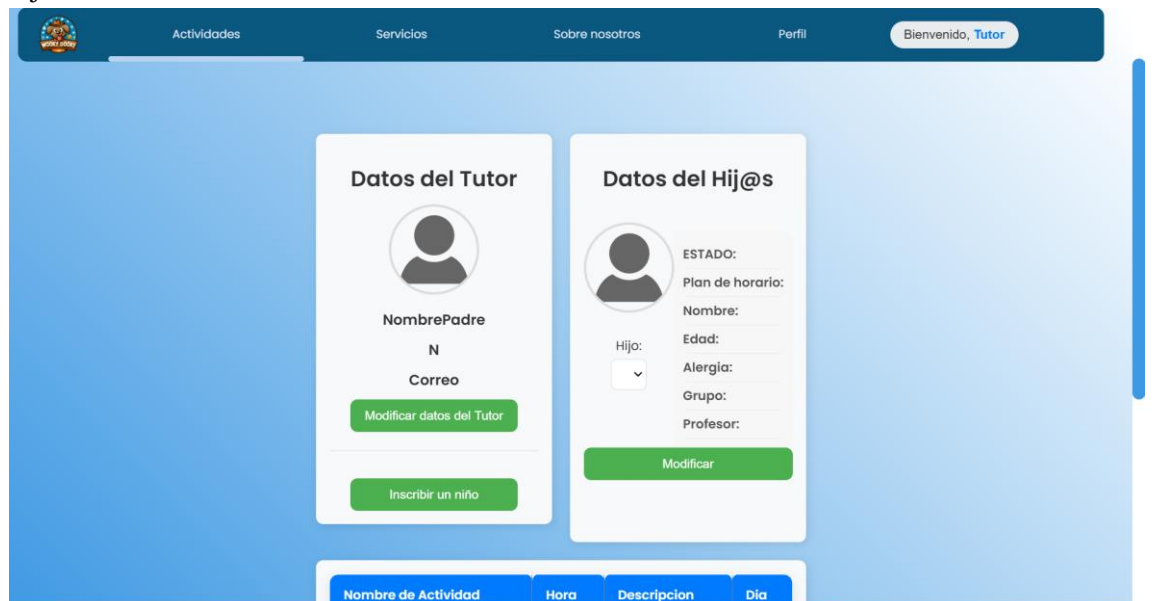 Actividades Servicios Sobre nosotros Perfil Bienvenido, Tutor
Datos del Tutor
NombrePadre
N
Correo
Modificar datos del Tutor
Inscribir un niño
Datos del Hij@s
Hijo:
ESTADO:
Plan de horario:
Nombre:
Edad:
Alergia:
Grupo:
Profesor:
Modificar
Nombre de Actividad Hora Descripcion Dia